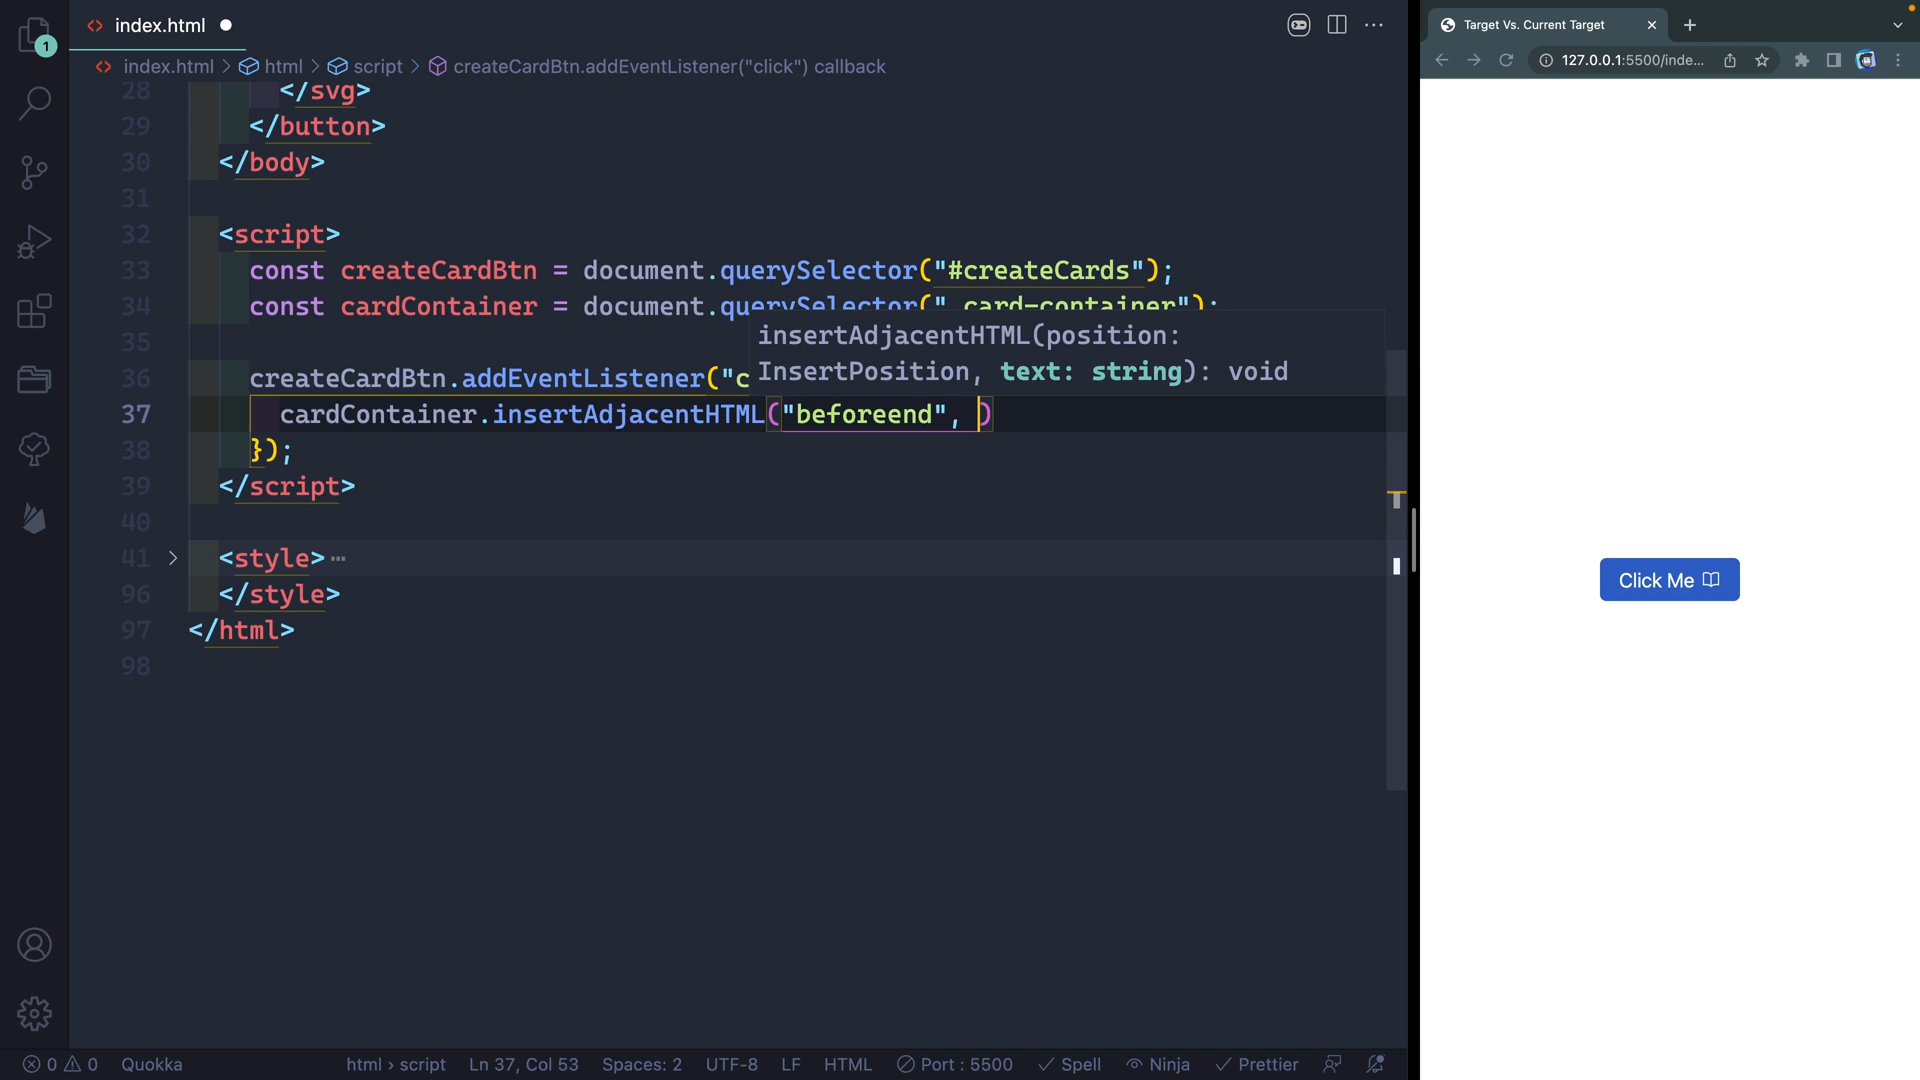 index.html
Target Vs. Current Target
1
index.html > html > script > createCardBtn.addEventListener("click") callback
127.0.0.1:5500/inde...
28 </svg>
29 </button>
30 </body>
31
32 <script>
33 const createCardBtn = document.querySelector("#createCards");
34 const cardContainer = document.querySelector(".card-container");
insertAdjacentHTML(position:
35
InsertPosition, text: string): void
36 createCardBtn.addEventListener("c
37 cardContainer.insertAdjacentHTML("beforeend", )
38 });
39 </script>
40
41 <style>
96 </style>
97 </html>
98
Click Me
0 0 Quokka html > script Ln 37, Col 53 Spaces: 2 UTF-8 LF HTML Port : 5500 Spell Ninja Prettier